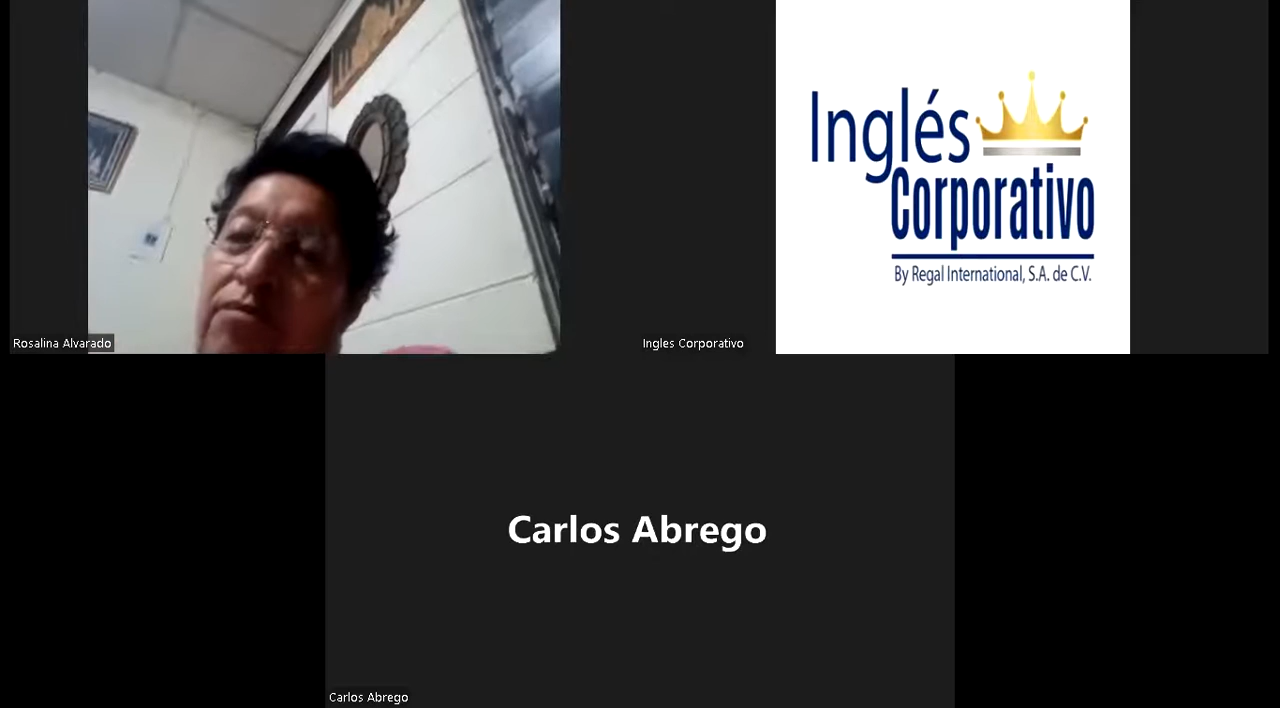 Inglés
Corporativo
By Regal International, S.A. de C.V.
Rosalina Alvarado
Ingles Corporativo
Carlos Abrego
Carlos Abrego